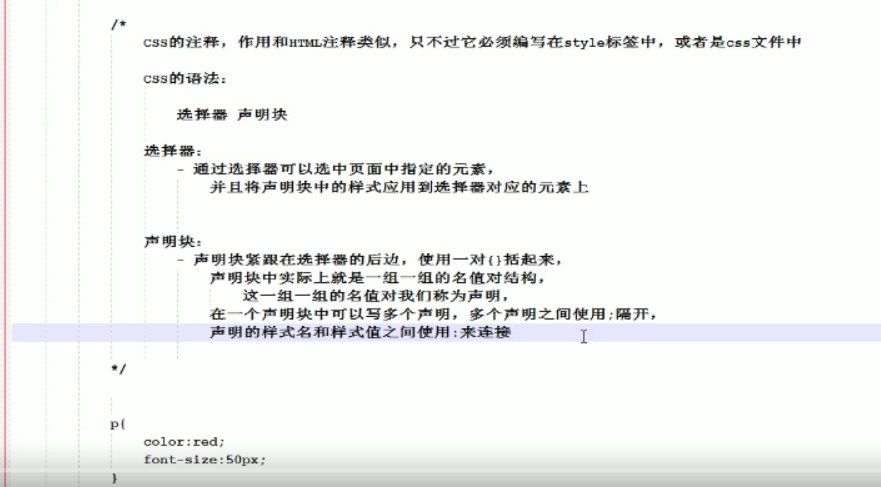 /*
CSS的注释，作用和HTML注释类似，只不过它必须编写在style标签中，或者是css文件中
CSS的语法：
选择器 声明块
选择器：
- 通过选择器可以选中页面中指定的元素，
并且将声明块中的样式应用到选择器对应的元素上
声明块：
- 声明块紧跟在选择器的后边，使用一对{}括起来，
声明块中实际上就是一组一组的名值对结构，
这一组一组的名值对我们称为声明，
在一个声明块中可以写多个声明，多个声明之间使用;隔开，
声明的样式名和样式值之间使用:来连接
*/
p{
color:red;
font-size:50px;
}